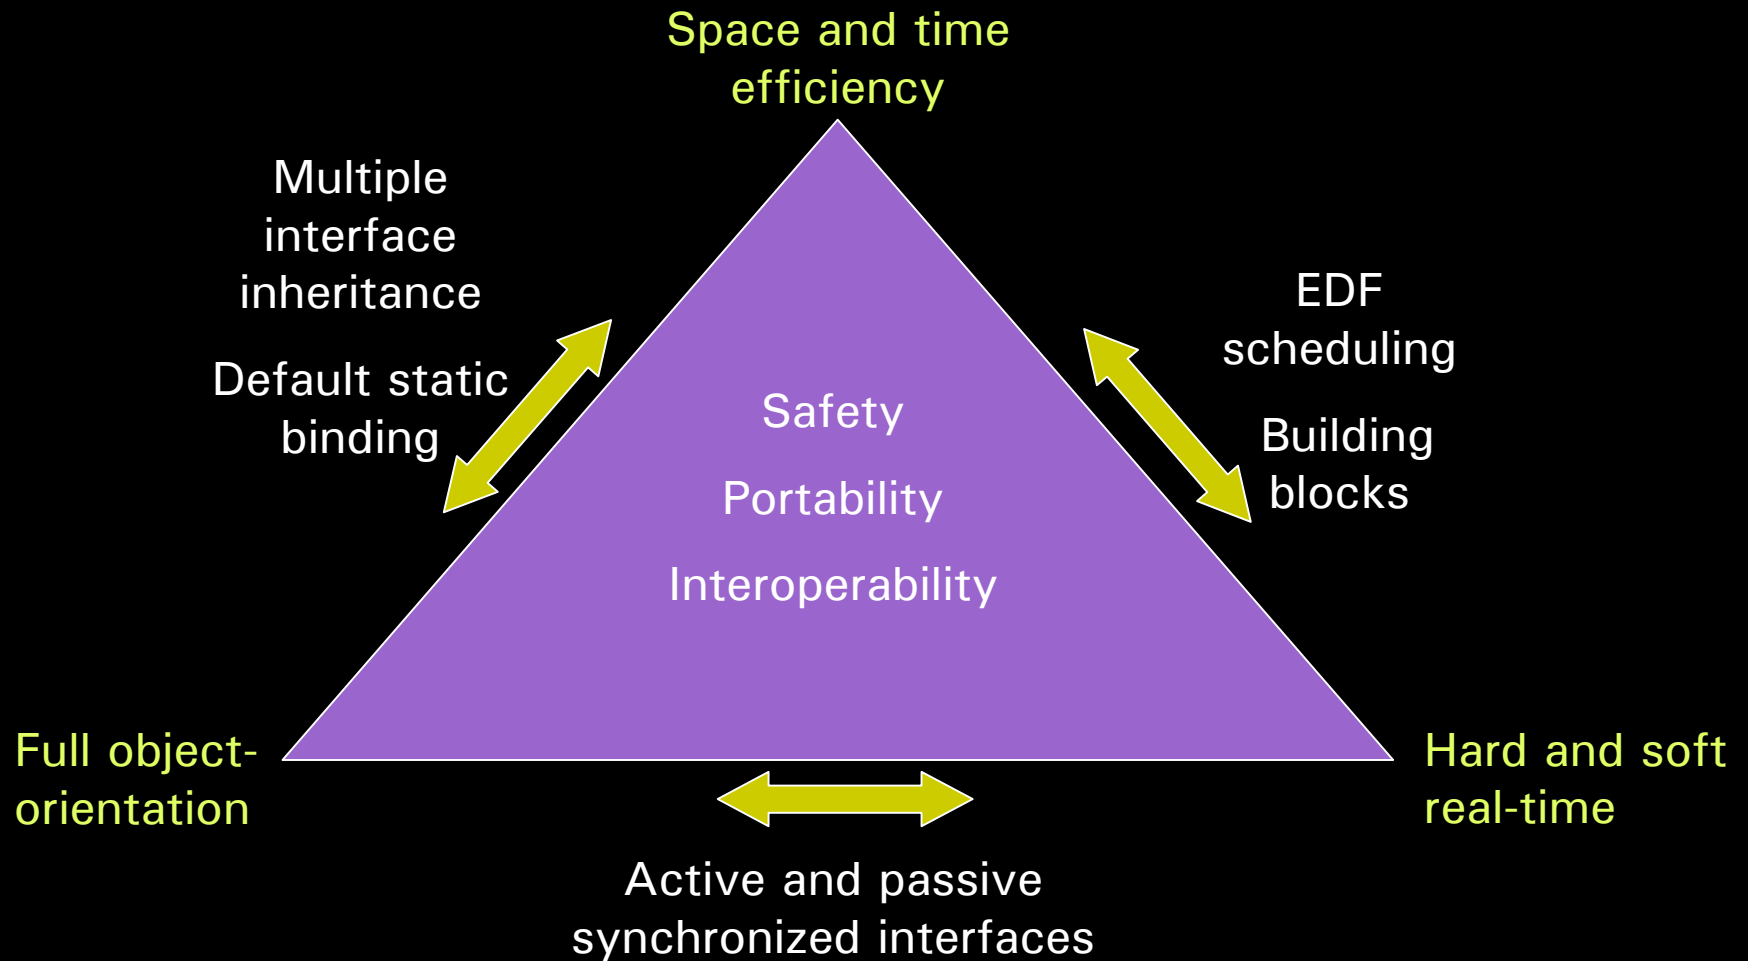 Space and time
efficiency
Multiple
interface
inheritance
Default static
binding
EDF
scheduling
Building
blocks
Safety
Portability
Interoperability
Full object-
orientation
Hard and soft
real-time
Active and passive
synchronized interfaces